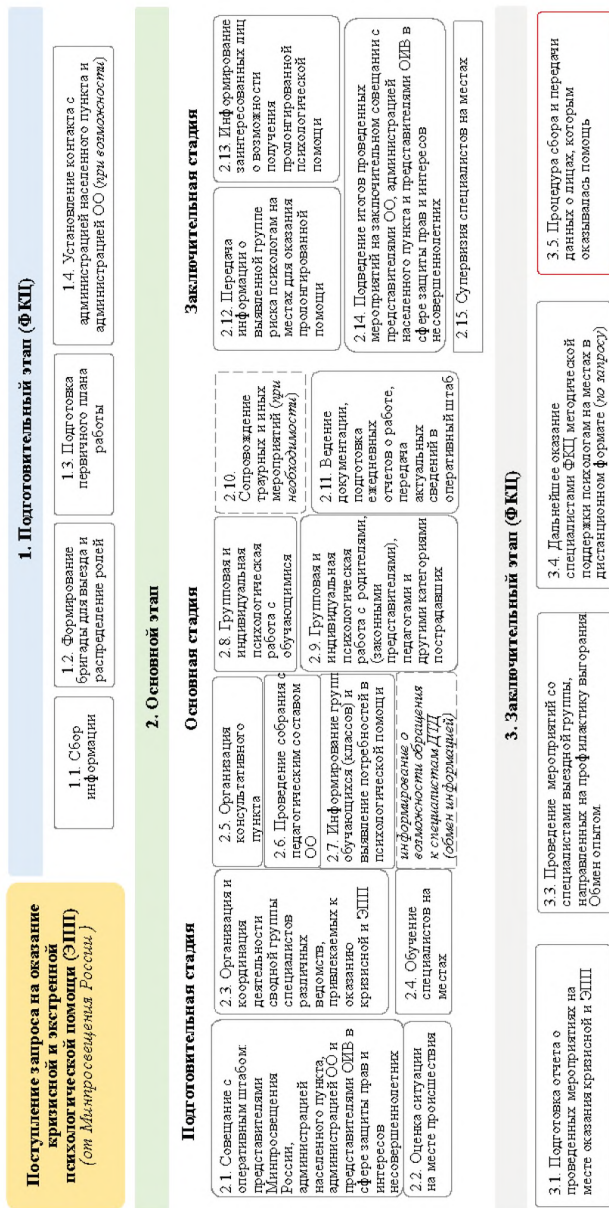 Поступление запроса на оказание
кризисной и экстренной
психологической помощи (ЭПП)
(от Минпросвещения России)
1. Подготовительный этап (ФКЦ)
1.1. Сбор
информации
1.2. Формирование
бригады для выезда и
распределение ролей
1.3. Подготовка
первичного плана
работы
1.4. Установление контакта с
администрацией населенного пункта и
администрацией ОО (при возможности)
2. Основной этап
Подготовительная стадия
2.1. Совещание с
оперативным штабом:
представителями
Минпросвещения
России,
администрацией
населенного пункта,
администрацией ОО и
представителями ОИВ в
сфере защиты прав и
интересов
несовершеннолетних
2.2. Оценка ситуации
на месте происшествия
2.3. Организация и
координация
деятельности
сводной группы
специалистов
различных
ведомств,
привлекаемых к
оказанию
кризисной и ЭПП
2.4. Обучение
специалистов на
местах
Основная стадия
2.5. Организация
консультативного
пункта
2.6. Проведение собрания с
педагогическим составом
ОО
2.7. Информирование групп
обучающихся (классов) и
выявление потребностей в
психологической помощи
информирование о
возможности обращения
к специалистам ДТД
(обмен информацией)
2.8. Групповая и
индивидуальная
психологическая
работа с
обучающимися
2.9. Групповая и
индивидуальная
психологическая
работа с родителями,
(законными
представителями),
педагогами и
другими категориями
пострадавших
2.10.
Сопровождение
траурных и иных
мероприятий (при
необходимости)
2.11. Ведение
документации,
подготовка
ежедневных
отчетов о работе,
передача
актуальных
сведений в
оперативный штаб
Заключительная стадия
2.12. Передача
информации о
выявленной группе
риска психологам на
местах для оказания
пролонгированной
помощи
2.13. Информирование
заинтересованных лиц
о возможности
получения
пролонгированной
психологической
помощи
2.14. Подведение итогов проведенных
мероприятий на заключительном совещании с
представителями ОО, администрацией
населенного пункта и представителями ОИВ в
сфере защиты прав и интересов
несовершеннолетних
2.15. Супервизия специалистов на местах
3. Заключительный этап (ФКЦ)
3.1. Подготовка отчета о
проведенных мероприятиях на
месте оказания кризисной и ЭПП
3.3. Проведение мероприятий со
специалистами выездной группы,
направленных на профилактику выгорания.
Обмен опытом.
3.4. Дальнейшее оказание
специалистами ФКЦ методической
поддержки психологам на местах в
дистанционном формате (по запросу)
3.5. Процедура сбора и передачи
данных о лицах, которым
оказывалась помощь